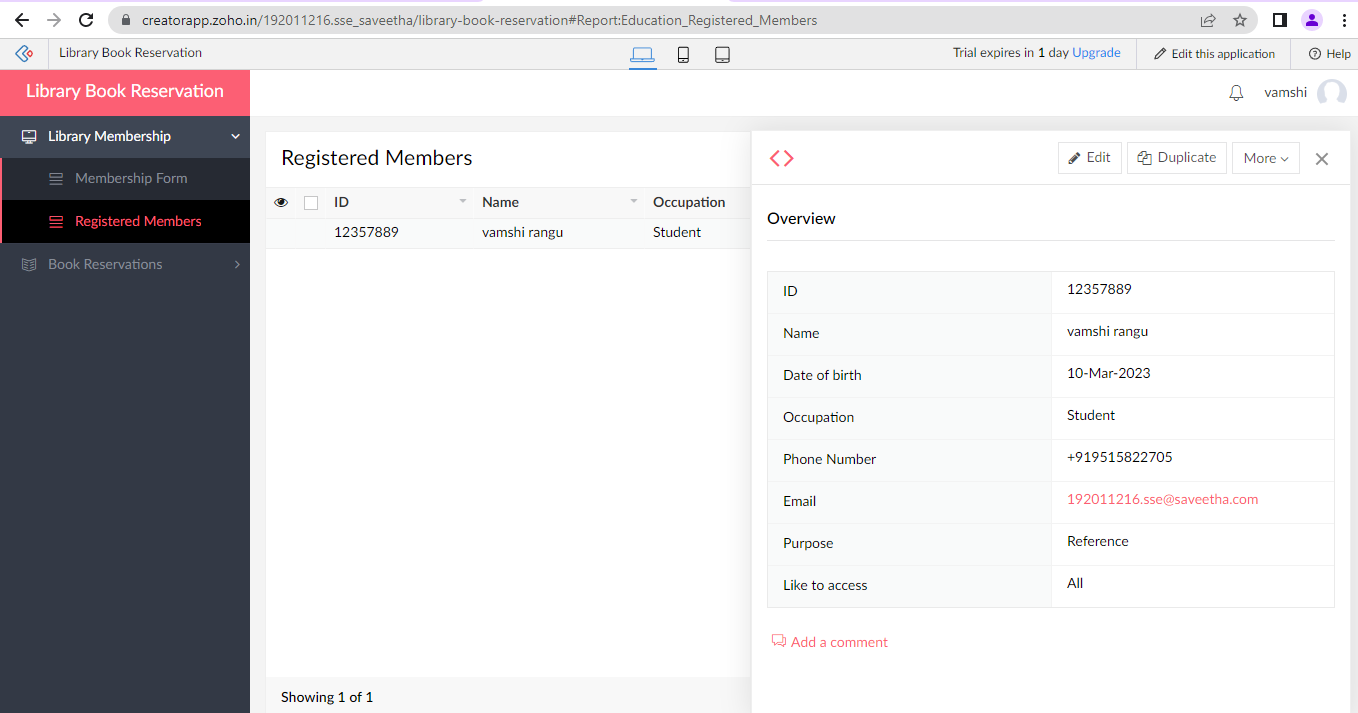 creatorapp.zoho.in/192011216.sse_saveetha/library-book-reservation#Report:Education_Registered_Members
Library Book Reservation
Trial expires in 1 day Upgrade
Edit this application
Help
Library Book Reservation
vamshi
Library Membership
Membership Form
Registered Members
Book Reservations
Registered Members
ID Name Occupation
12357889 vamshi rangu Student
Showing 1 of 1
Edit Duplicate More
Overview
ID 12357889
Name vamshi rangu
Date of birth 10-Mar-2023
Occupation Student
Phone Number +919515822705
Email 192011216.sse@saveetha.com
Purpose Reference
Like to access All
Add a comment